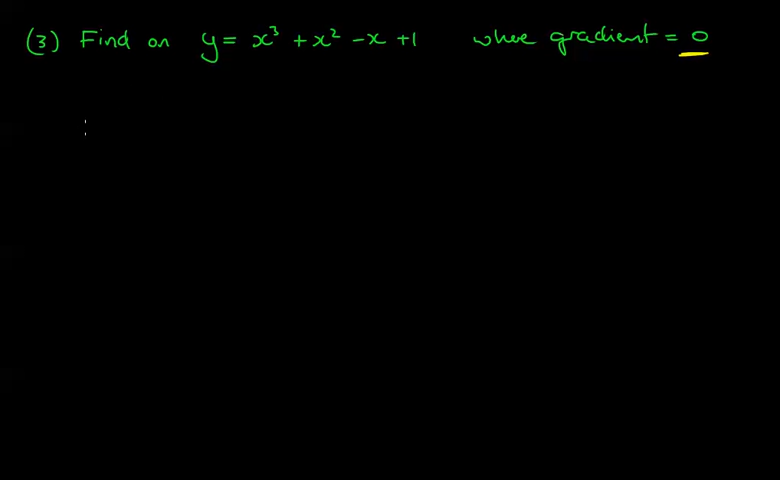 (3) Find on y = x³ + x² - x + 1 where gradient = 0